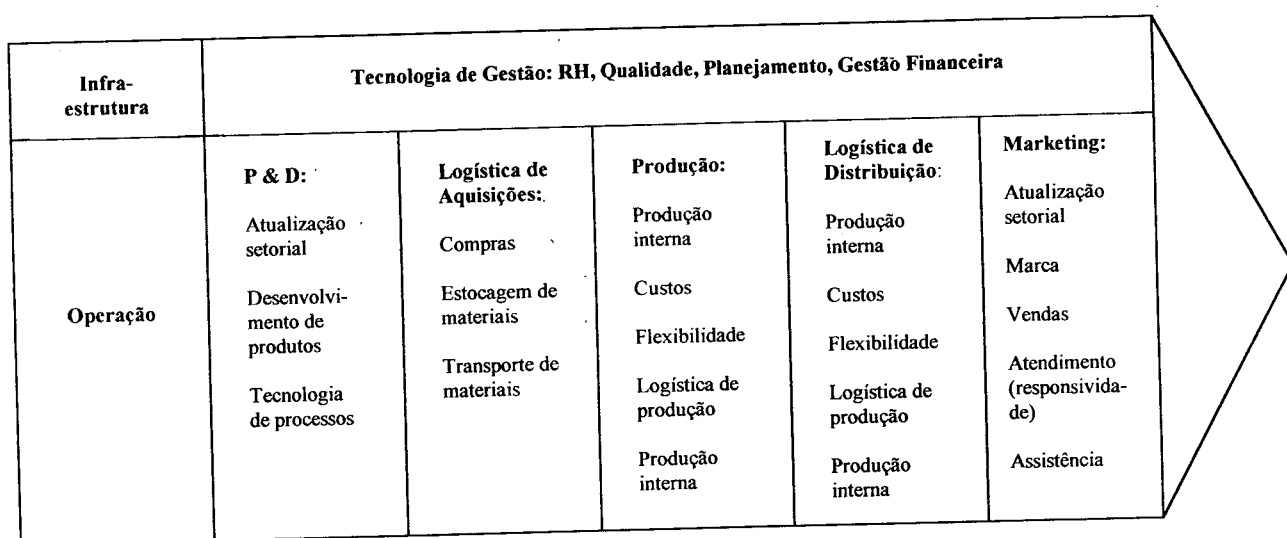 Infra-
estrutura
Tecnologia de Gestão: RH, Qualidade, Planejamento, Gestão Financeira
Operação
P & D:
Atualização
setorial
Desenvolvi-
mento de
produtos
Tecnologia
de processos
Logística de
Aquisições:
Compras
Estocagem de
materiais
Transporte de
materiais
Produção:
Produção
interna
Custos
Flexibilidade
Logística de
produção
Produção
interna
Logística de
Distribuição:
Produção
interna
Custos
Flexibilidade
Logística de
produção
Produção
interna
Marketing:
Atualização
setorial
Marca
Vendas
Atendimento
(responsivida-
de)
Assistência